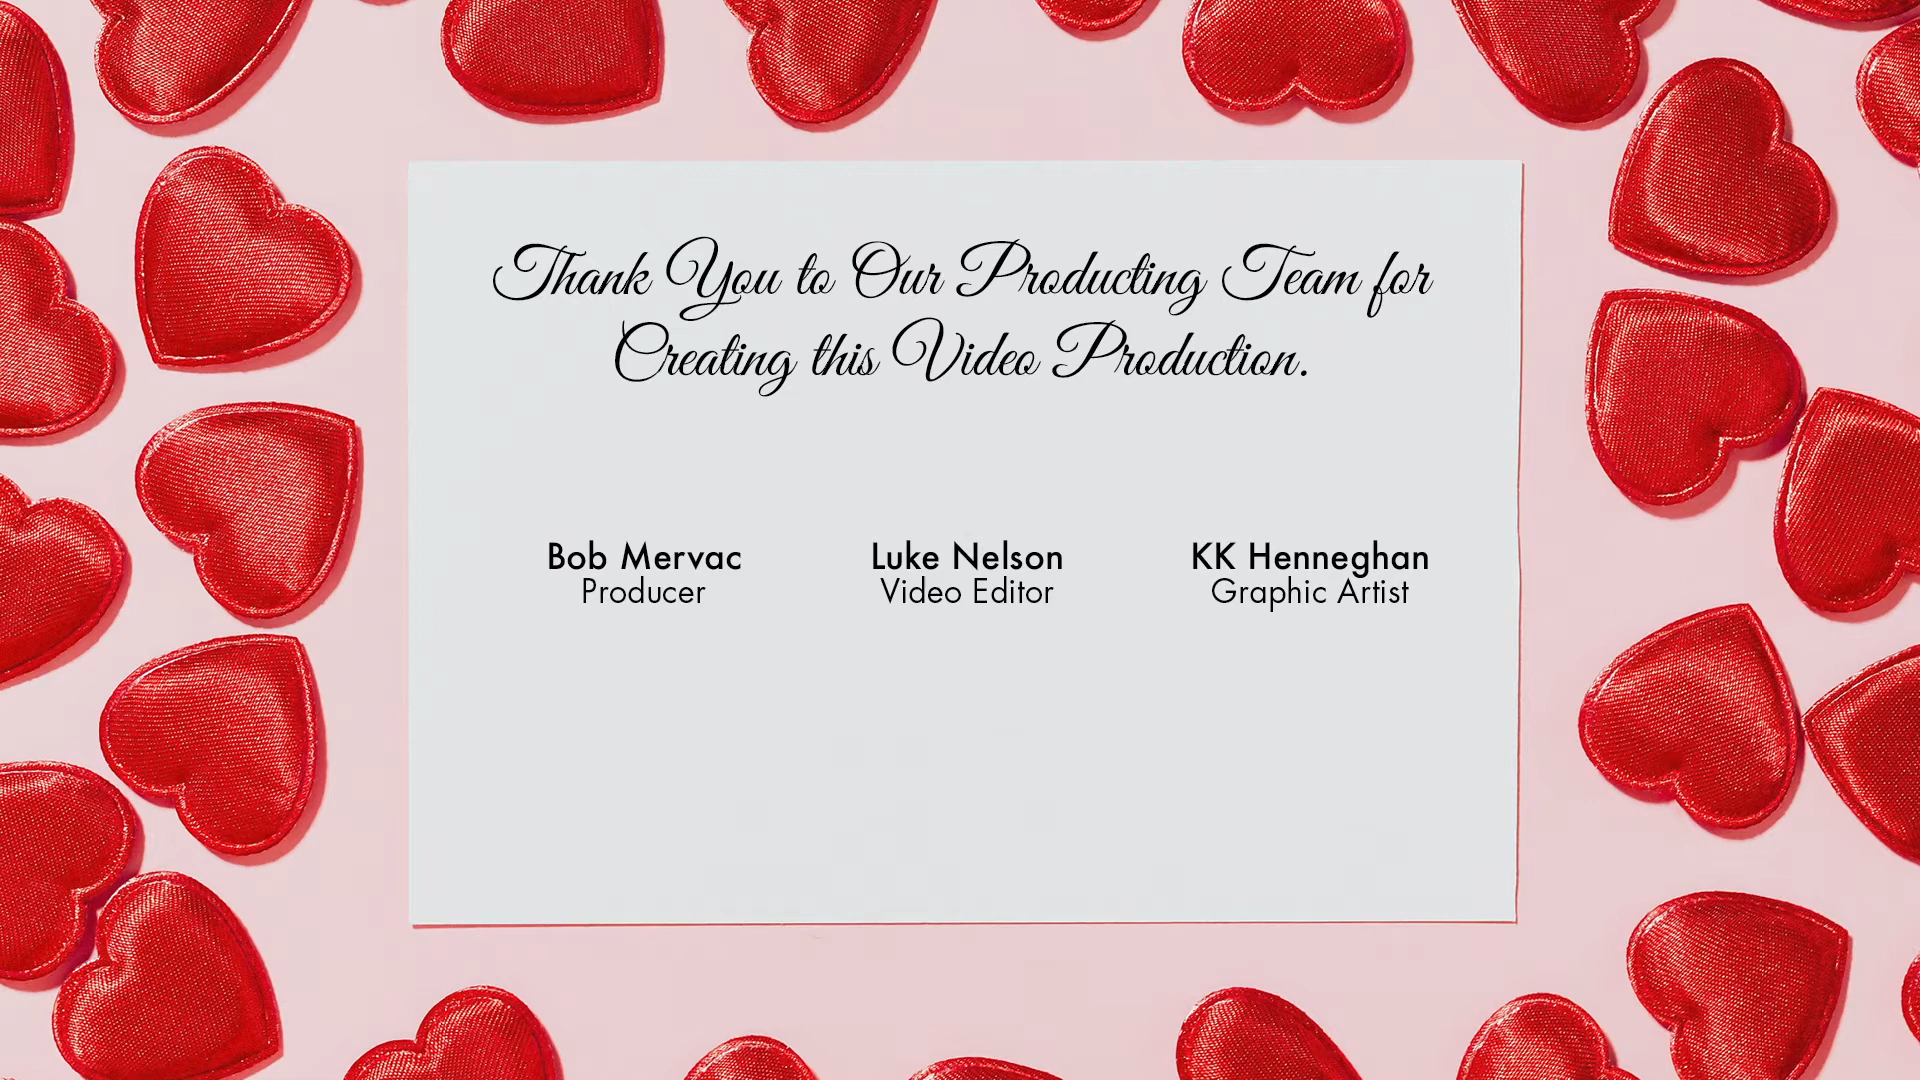 Thank You to Our Producting Team for
Creating this Video Production.
Bob Mervac Luke Nelson KK Henneghan
Producer Video Editor Graphic Artist